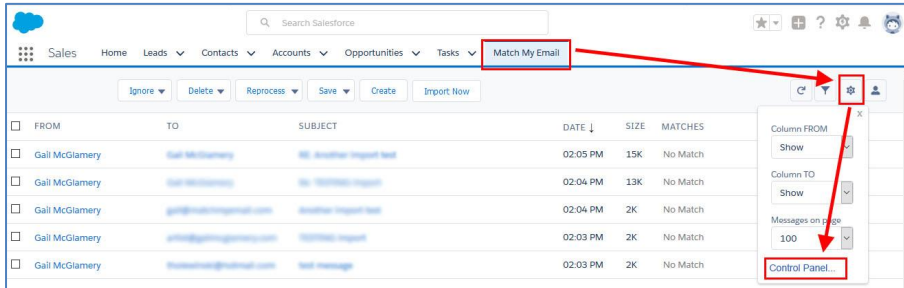 Search Salesforce
Sales Home Leads Contacts Accounts Opportunities Tasks Match My Email
Ignore Delete Reprocess Save Create Import Now
FROM TO SUBJECT DATE ↓ SIZE MATCHES
Gail McGlamery 02:05 PM 15K No Match
Gail McGlamery 02:04 PM 13K No Match
Gail McGlamery 02:04 PM 2K No Match
Gail McGlamery 02:03 PM 2K No Match
Gail McGlamery 02:03 PM 2K No Match
x
Column FROM
Show
Column TO
Show
Messages on page
100
Control Panel...